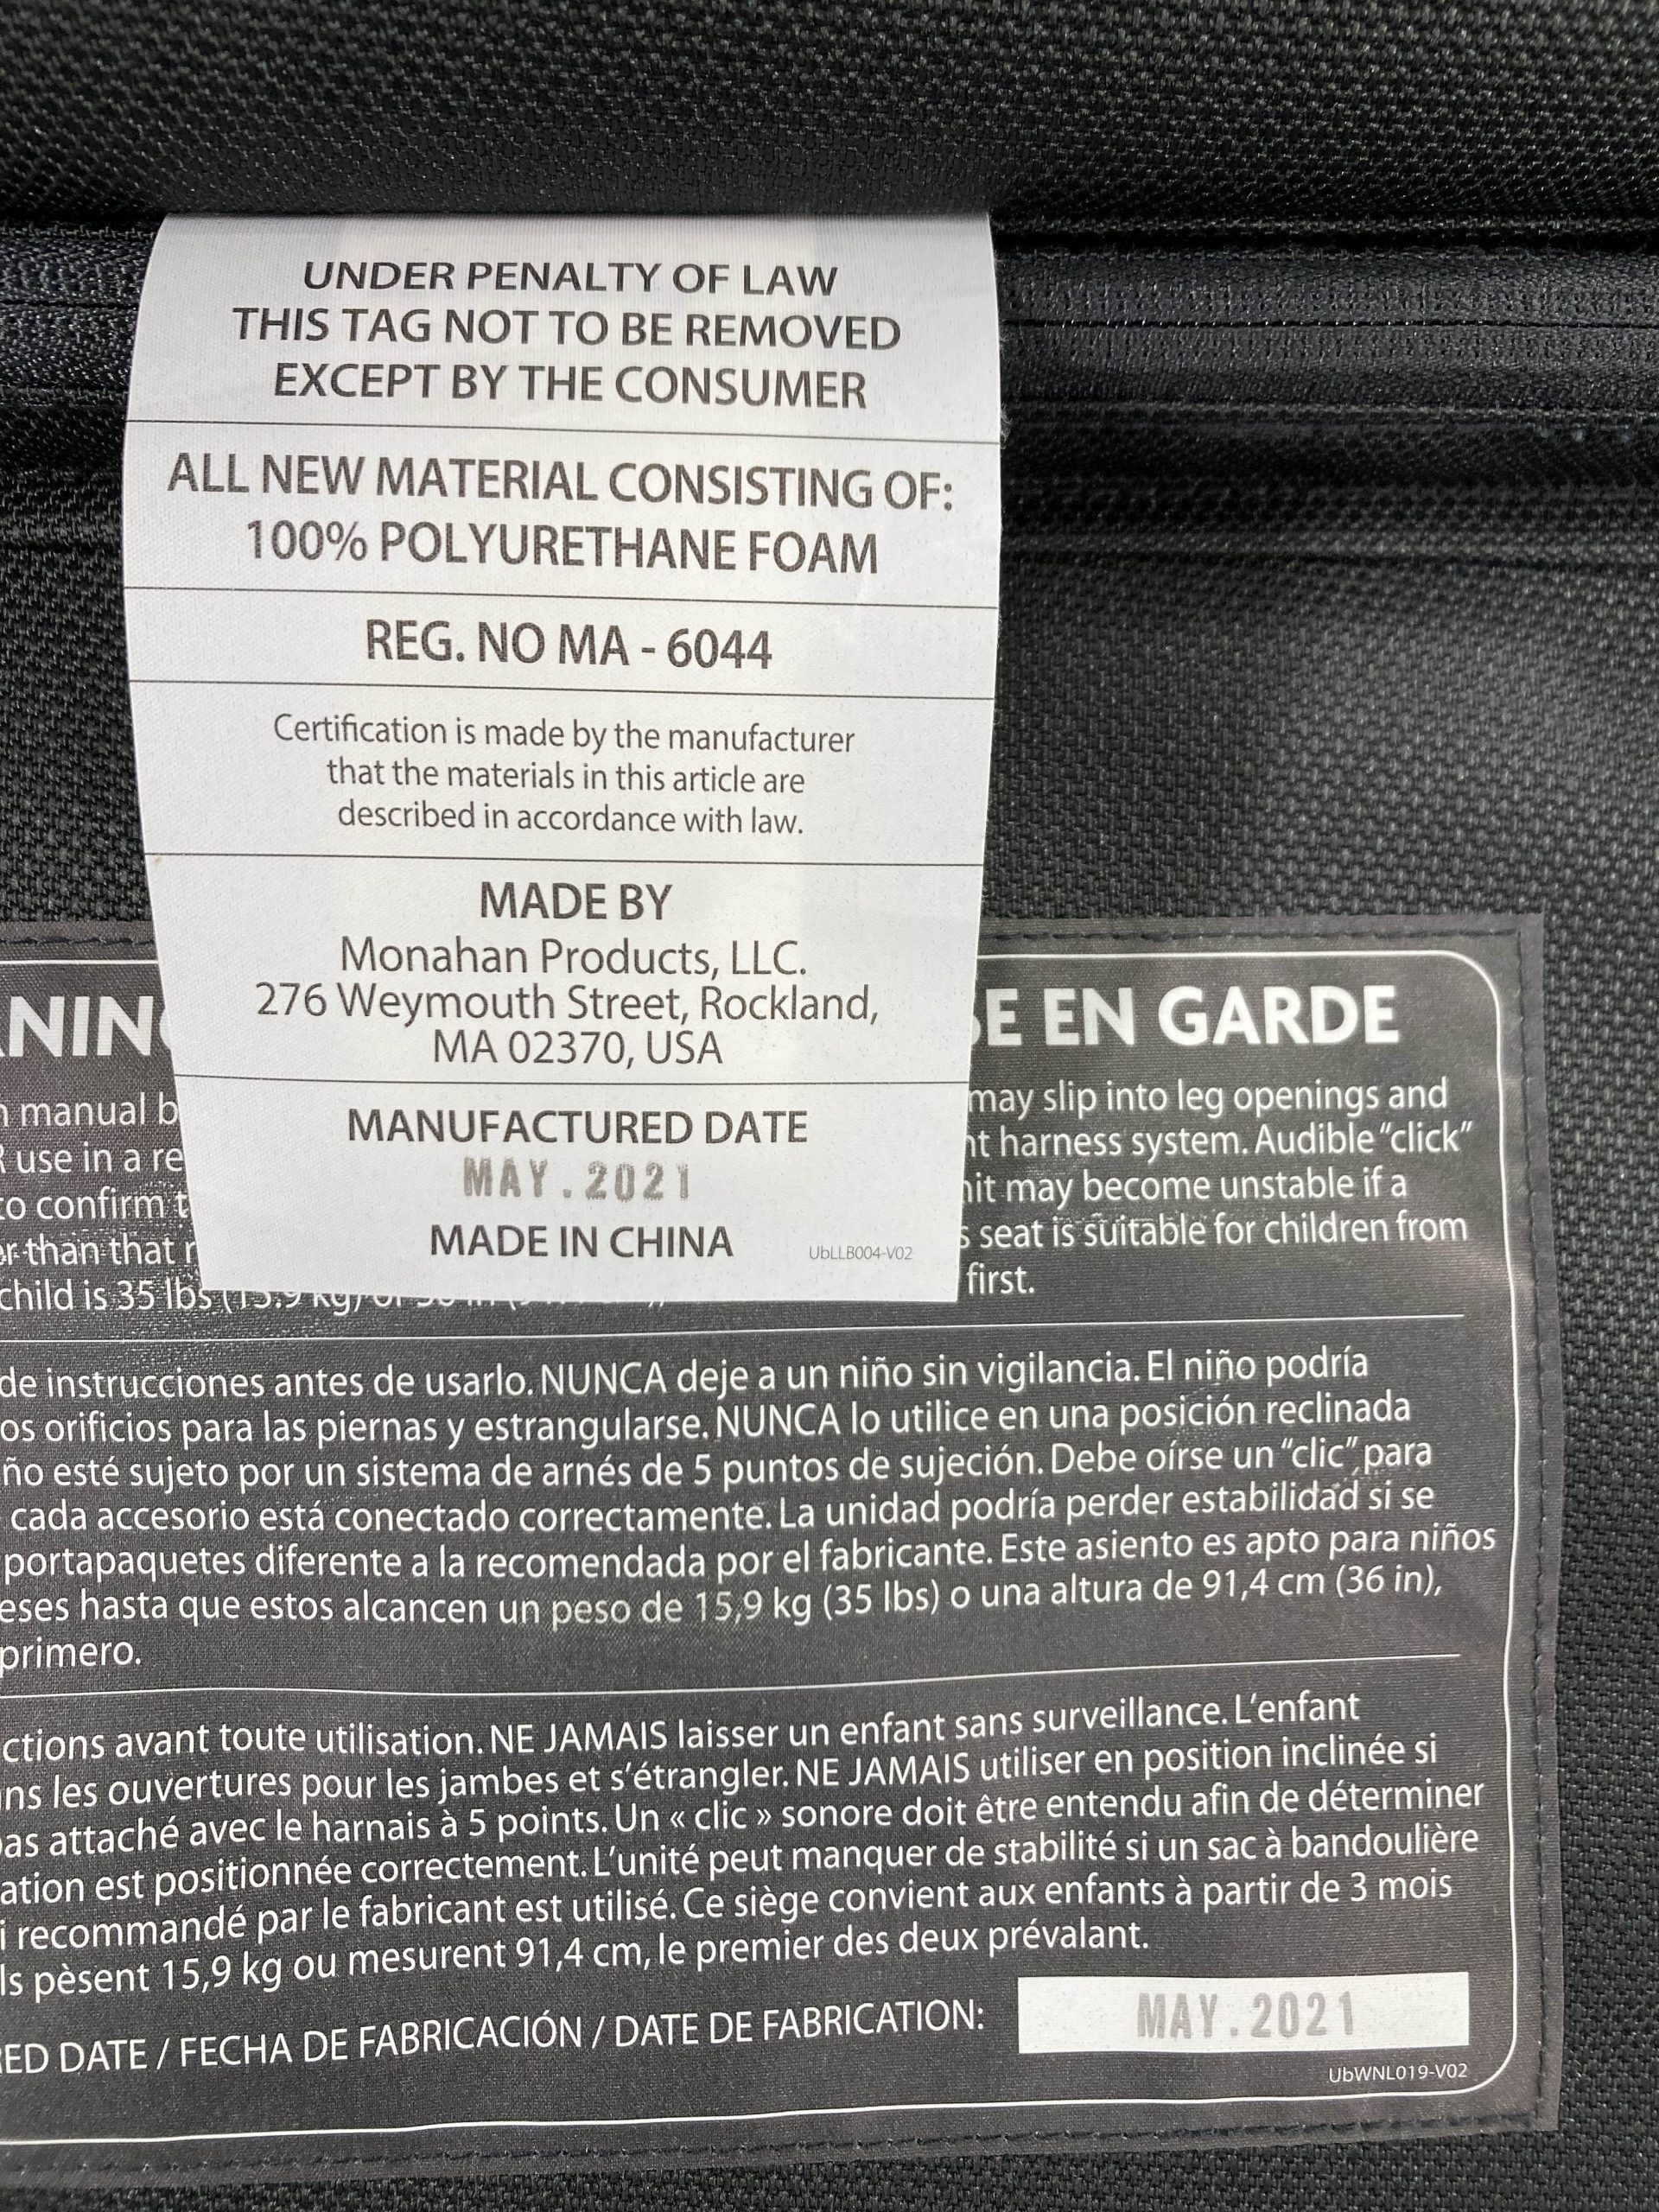 UNDER PENALTY OF LAW
THIS TAG NOT TO BE REMOVED
EXCEPT BY THE CONSUMER
ALL NEW MATERIAL CONSISTING OF:
100% POLYURETHANE FOAM
REG. NO MA - 6044
Certification is made by the manufacturer
that the materials in this article are
described in accordance with law.
MADE BY
Monahan Products, LLC.
276 Weymouth Street, Rockland,
MA 02370, USA
MANUFACTURED DATE
MAY.2021
MADE IN CHINA
UbLLB004-V02
EN GARDE
manual
may slip into leg openings and
use in a
harness system. Audible “click”
to confirm
may become unstable if a
than that
seat is suitable for children from
child is 35 lbs (15.9 kg)
first.
de instrucciones antes de usarlo. NUNCA deje a un niño sin vigilancia. El niño podría
orificios para las piernas y estrangularse. NUNCA lo utilice en una posición reclinada
esté sujeto por un sistema de arnés de 5 puntos de sujeción. Debe oírse un “clic” para
cada accesorio está conectado correctamente. La unidad podría perder estabilidad si se
portapaquetes diferente a la recomendada por el fabricante. Este asiento es apto para niños
hasta que estos alcancen un peso de 15,9 kg (35 lbs) o una altura de 91,4 cm (36 in),
primero.
avant toute utilisation. NE JAMAIS laisser un enfant sans surveillance. L’enfant
les ouvertures pour les jambes et s’étrangler. NE JAMAIS utiliser en position inclinée si
attaché avec le harnais à 5 points. Un « clic » sonore doit être entendu afin de déterminer
est positionnée correctement. L’unité peut manquer de stabilité si un sac à bandoulière
recommandé par le fabricant est utilisé. Ce siège convient aux enfants à partir de 3 mois
pèsent 15,9 kg ou mesurent 91,4 cm, le premier des deux prévalant.
DATE / FECHA DE FABRICACIÓN / DATE DE FABRICATION:
MAY.2021
UbWNL019-V02